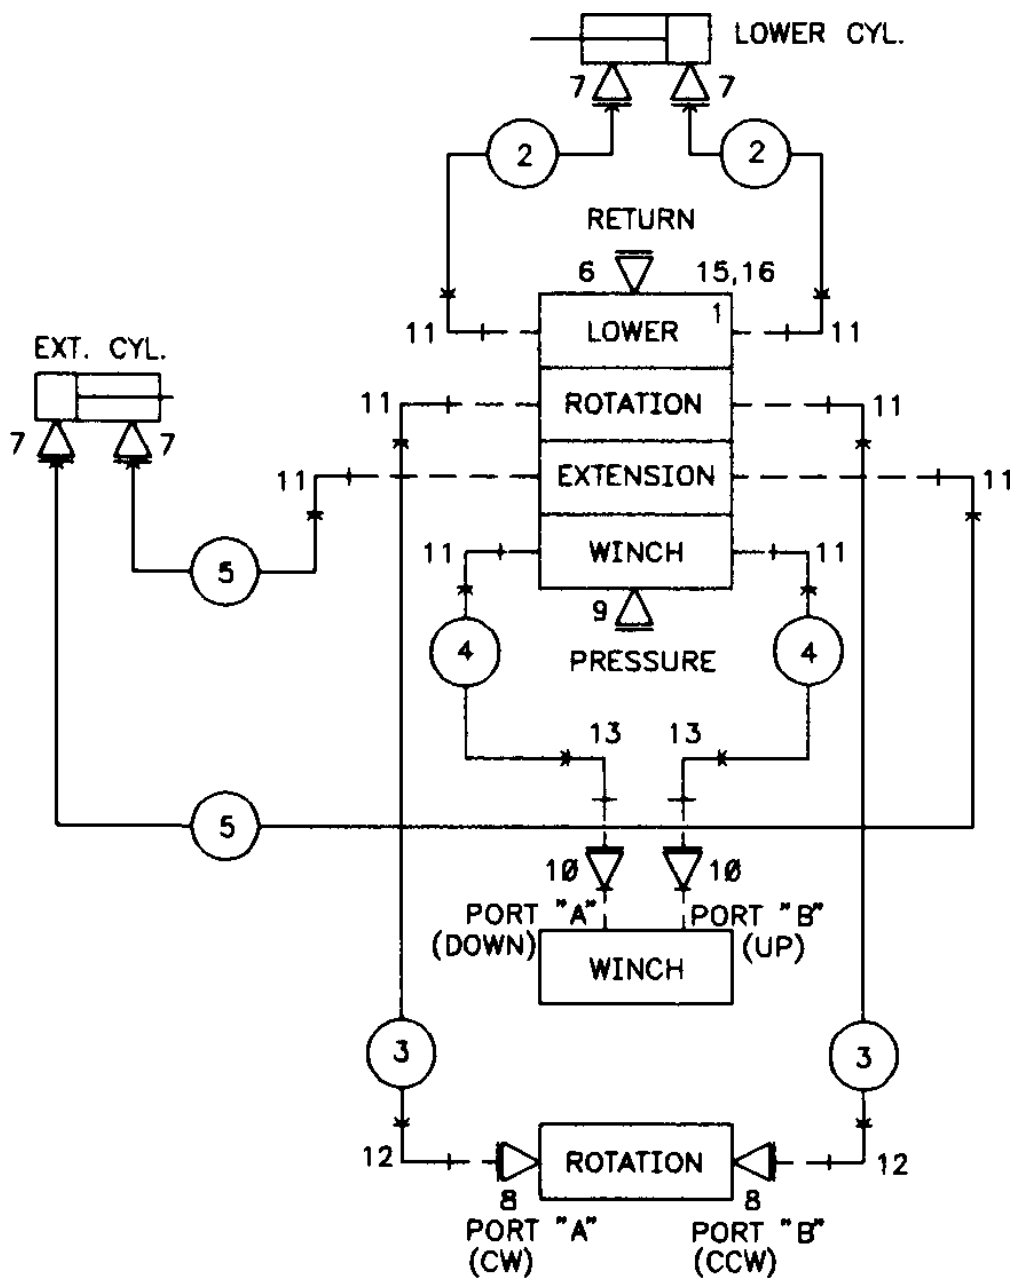 LOWER CYL.
7 7
2 2
RETURN
6 15,16
1
11 LOWER 11
EXT. CYL.
11 ROTATION 11
7 7
11 EXTENSION 11
11 WINCH 11
5
9
4 4
PRESSURE
13 13
5
10 10
PORT "A" PORT "B"
(DOWN) (UP)
WINCH
3 3
12 ROTATION 12
8 8
PORT "A" PORT "B"
(CW) (CCW)